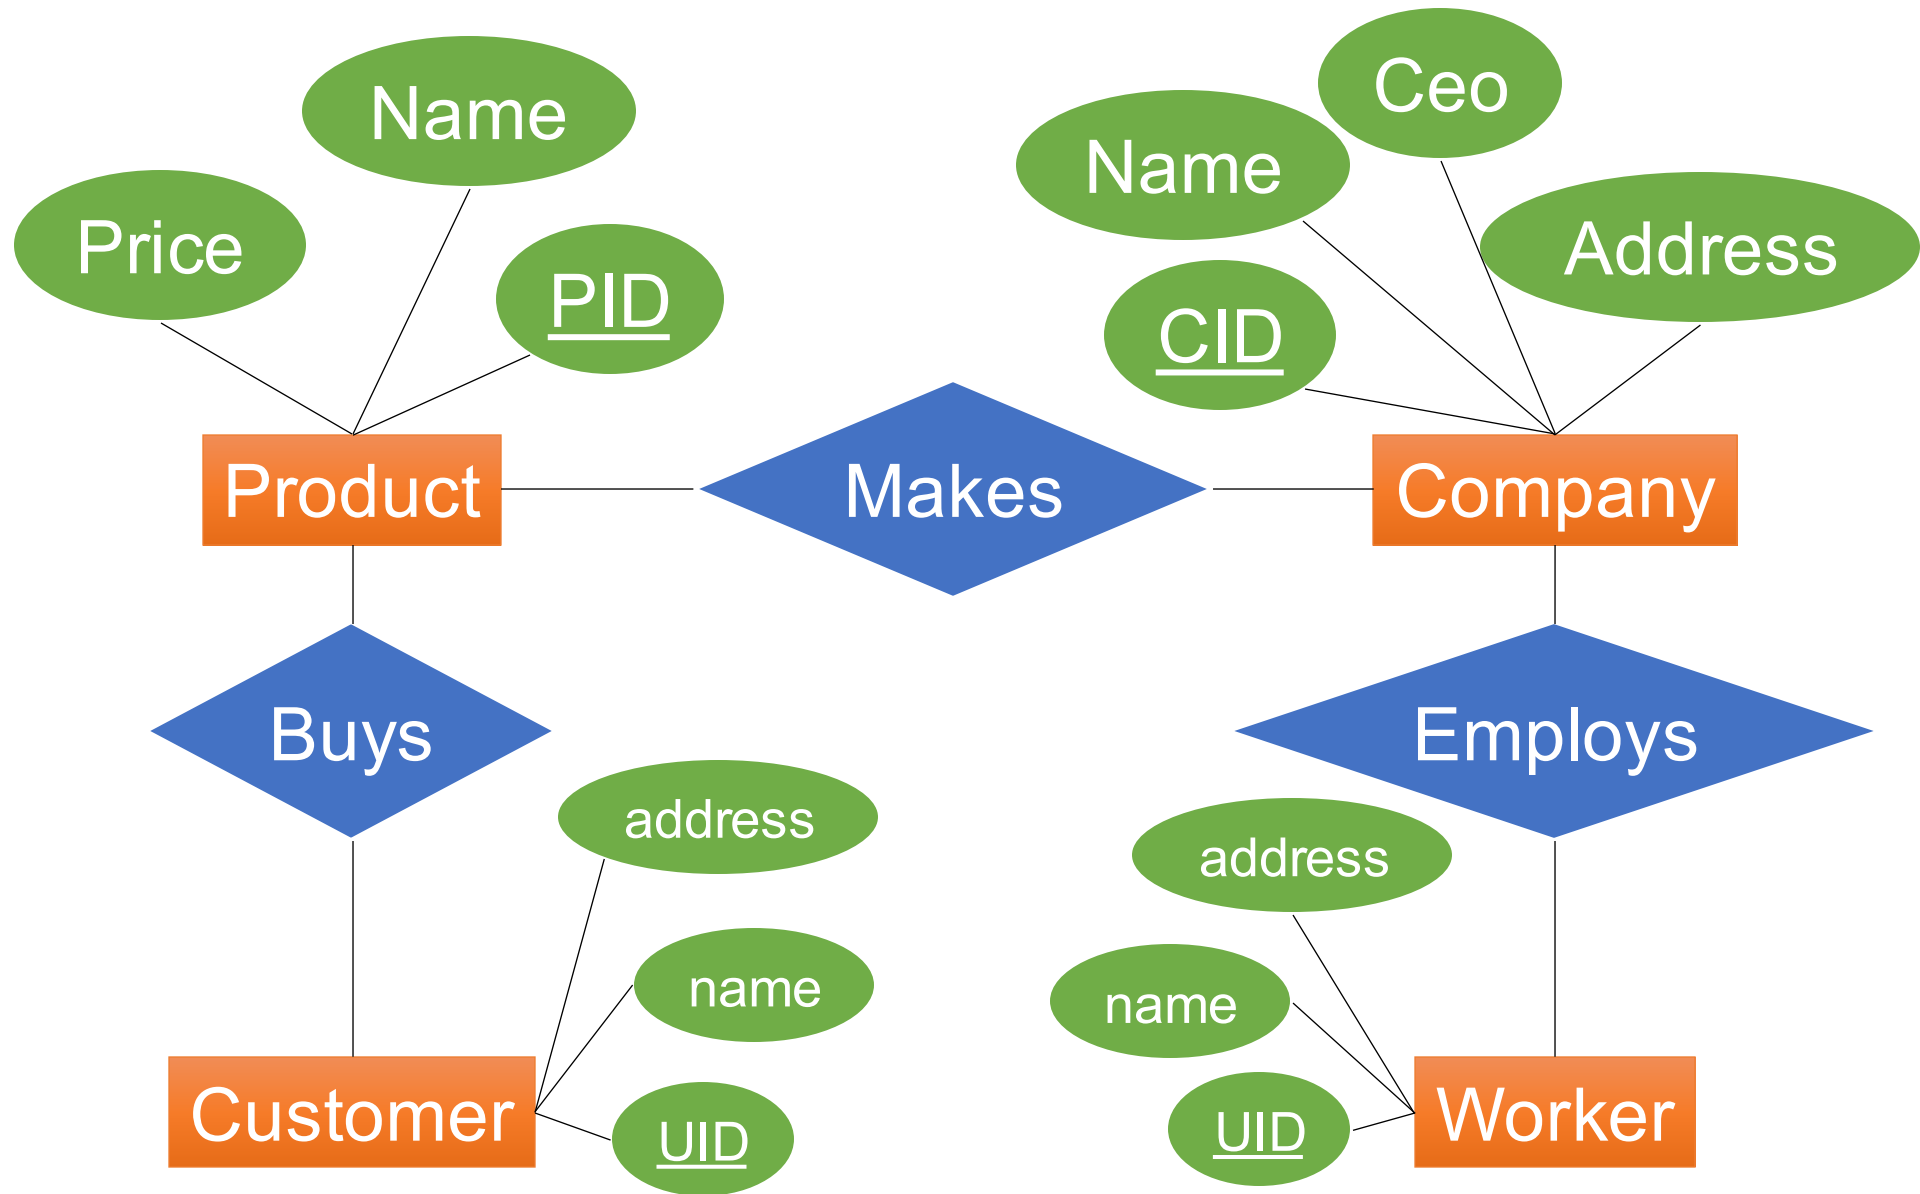 Name
Price
PID
Ceo
Name
Address
CID
Product
Makes
Company
Buys
Employs
address
name
UID
Customer
address
name
UID
Worker